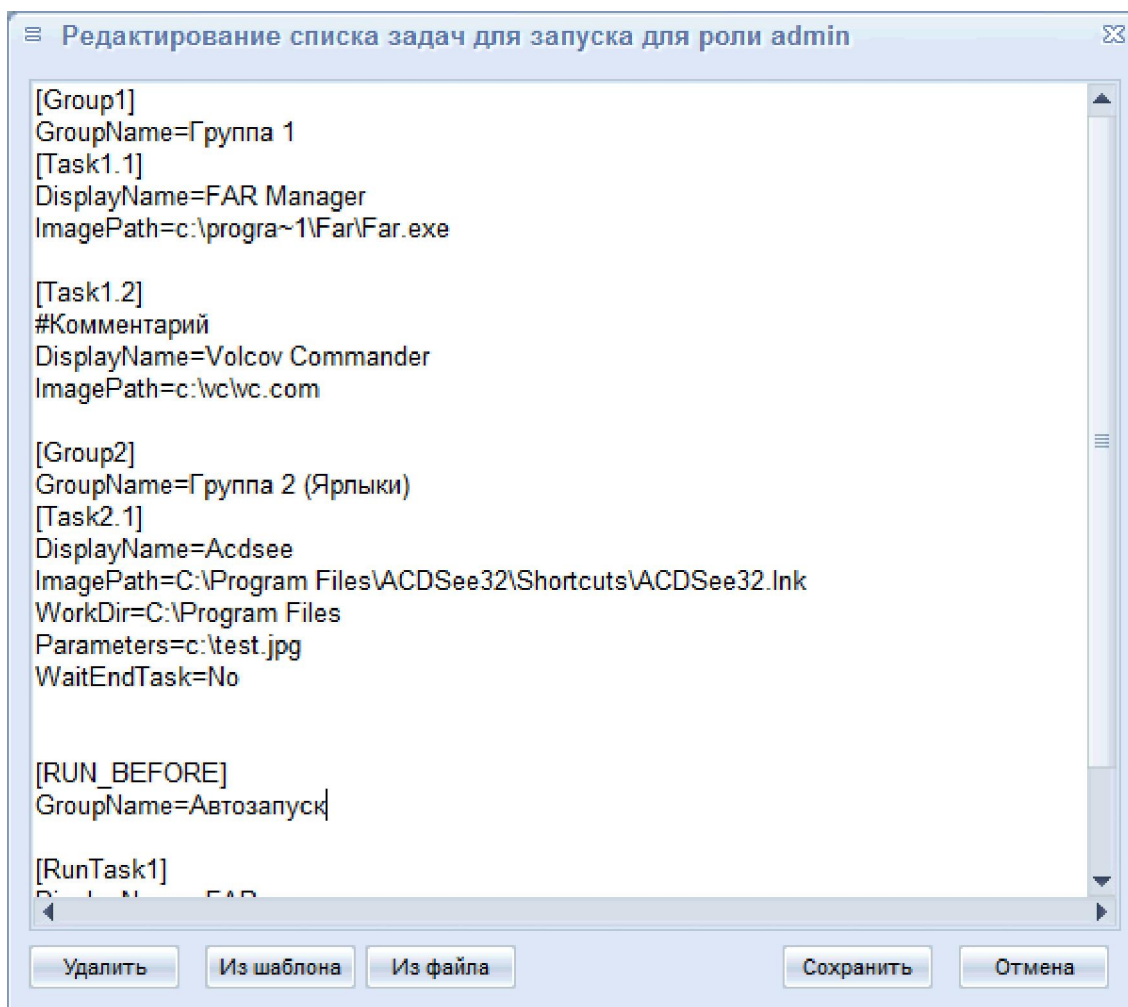 Редактирование списка задач для запуска для роли admin
[Group1]
GroupName=Группа 1
[Task1.1]
DisplayName=FAR Manager
ImagePath=c:\progra~1\Far\Far.exe
[Task1.2]
#Комментарий
DisplayName=Volcov Commander
ImagePath=c:\vc\vc.com
[Group2]
GroupName=Группа 2 (Ярлыки)
[Task2.1]
DisplayName=Acdsee
ImagePath=C:\Program Files\ACDSee32\Shortcuts\ACDSee32.lnk
WorkDir=C:\Program Files
Parameters=c:\test.jpg
WaitEndTask=No
[RUN_BEFORE]
GroupName=Автозапуск
[RunTask1]
Удалить Из шаблона Из файла Сохранить Отмена